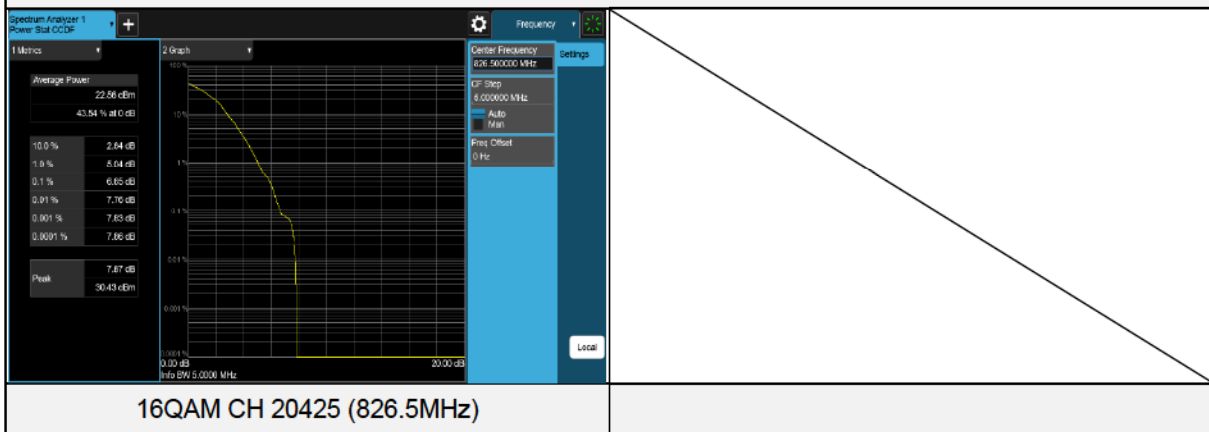 Spectrum Analyzer 1
Power Stat CCDF
+
Frequency
1 Metrics
2 Graph
Average Power
22.56 dBm
43.54 % at 0 dB
10.0 % 2.84 dB
1.0 % 5.04 dB
0.1 % 6.65 dB
0.01 % 7.76 dB
0.001 % 7.83 dB
0.0001 % 7.86 dB
Peak 7.87 dB
30.43 dBm
100 %
10 %
1 %
0.1 %
0.01 %
0.001 %
0.0001 %
0.00 dB 20.00 dB
Info BW 5.0000 MHz
Center Frequency
826.500000 MHz
Settings
CF Step
5.000000 MHz
Auto
Man
Freq Offset
0 Hz
Local
16QAM CH 20425 (826.5MHz)